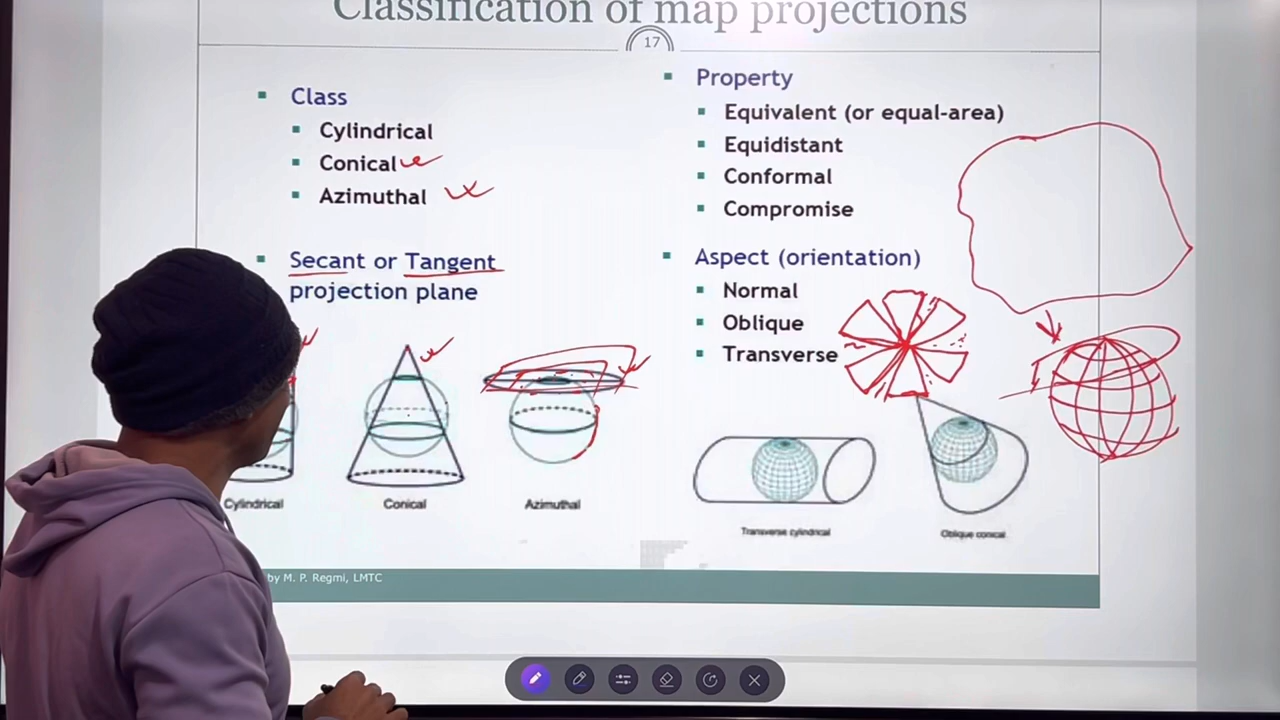 Classification of map projections
17
Class
Cylindrical
Conical
Azimuthal
Secant or Tangent
projection plane
Cylindrical
Conical
Azimuthal
Property
Equivalent (or equal-area)
Equidistant
Conformal
Compromise
Aspect (orientation)
Normal
Oblique
Transverse
Transverse cylindrical
Oblique conical
by M. P. Regmi, LMTC